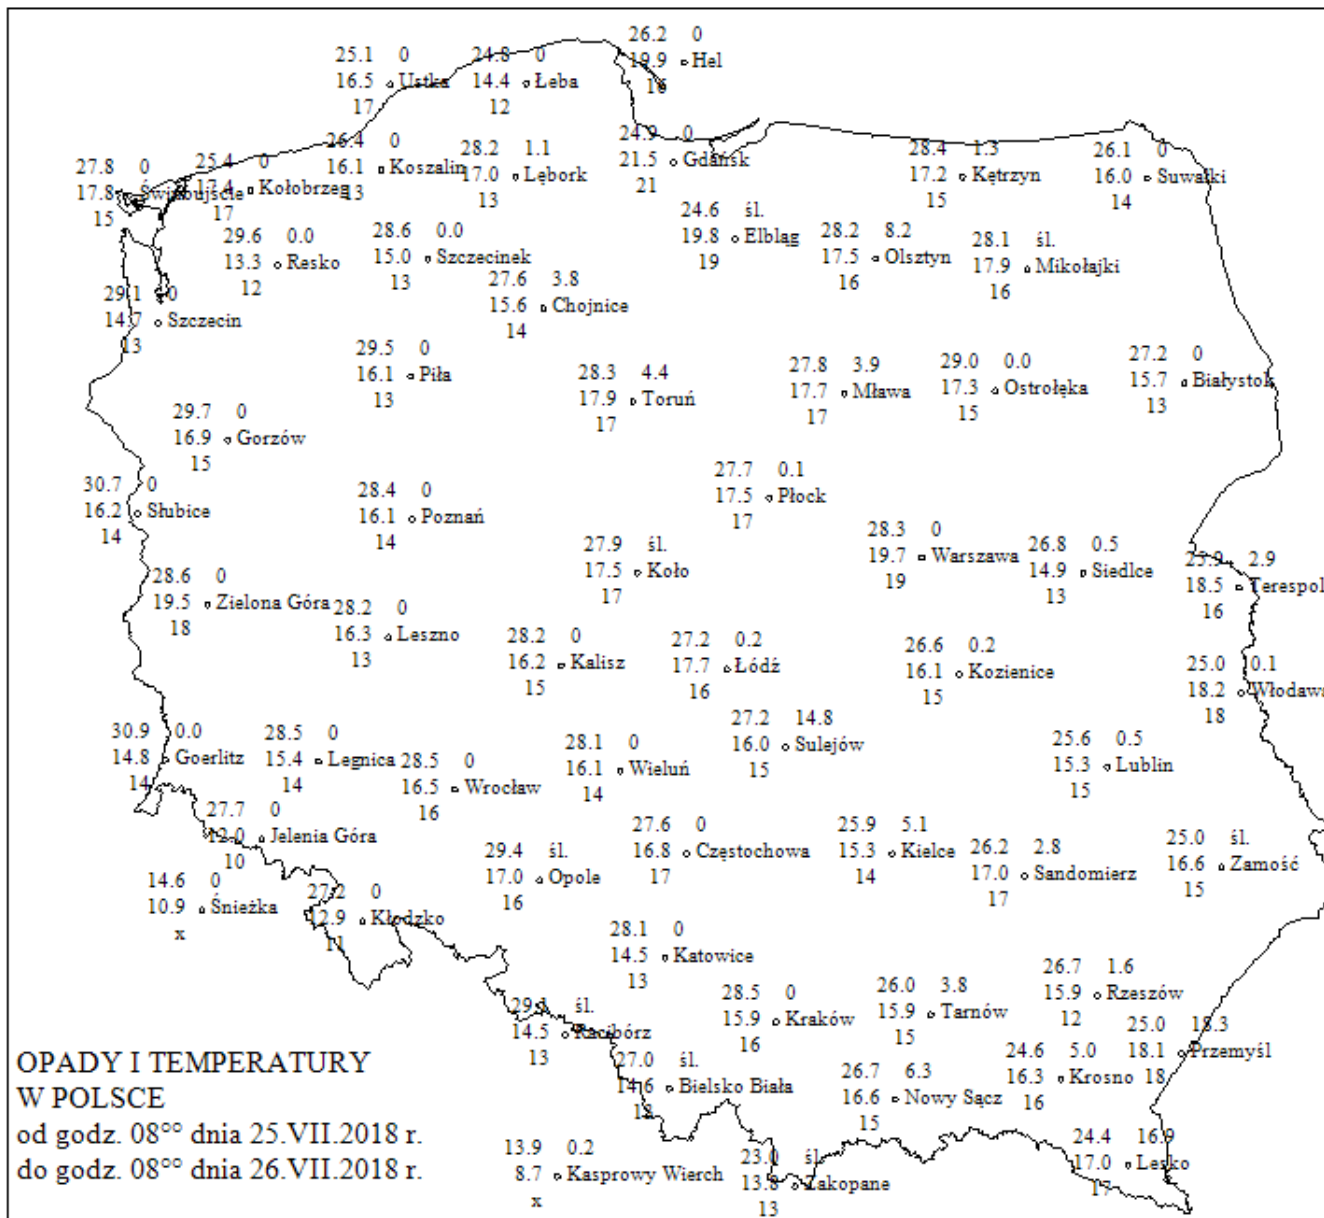 26.2 0
19.9 Hel
16
25.1 0
16.5 Ustka
17
24.8 0
14.4 Łeba
12
24.9 0
21.5 Gdańsk
21
26.4 0
16.1 Koszalin
13
28.2 1.1
17.0 Lębork
13
28.4 1.3
17.2 Kętrzyn
15
26.1 0
16.0 Suwałki
14
27.8 0
17.8 Świnoujście
15
25.4 0
17.4 Kołobrzeg
17
24.6 śl.
19.8 Elbląg
19
28.2 8.2
17.5 Olsztyn
16
28.1 śl.
17.9 Mikołajki
16
29.6 0.0
13.3 Resko
12
28.6 0.0
15.0 Szczecinek
13
27.6 3.8
15.6 Chojnice
14
29.1 0
14.7 Szczecin
13
29.5 0
16.1 Piła
13
28.3 4.4
17.9 Toruń
17
27.8 3.9
17.7 Mława
17
29.0 0.0
17.3 Ostrołęka
15
27.2 0
15.7 Białystok
13
29.7 0
16.9 Gorzów
15
30.7 0
16.2 Słubice
14
28.4 0
16.1 Poznań
14
27.7 0.1
17.5 Płock
17
27.9 śl.
17.5 Koło
17
28.3 0
19.7 Warszawa
19
26.8 0.5
14.9 Siedlce
13
25.9 2.9
18.5 Terespol
16
28.6 0
19.5 Zielona Góra
18
28.2 0
16.3 Leszno
13
28.2 0
16.2 Kalisz
15
27.2 0.2
17.7 Łódź
16
26.6 0.2
16.1 Kozienice
15
25.0 0.1
18.2 Włodawa
18
30.9 0.0
14.8 Goerlitz
14
28.5 0
15.4 Legnica
14
28.5 0
16.5 Wrocław
16
28.1 0
16.1 Wieluń
14
27.2 14.8
16.0 Sulejów
15
25.6 0.5
15.3 Lublin
15
27.7 0
12.0 Jelenia Góra
10
29.4 śl.
17.0 Opole
16
27.6 0
16.8 Częstochowa
17
25.9 5.1
15.3 Kielce
14
26.2 2.8
17.0 Sandomierz
17
25.0 śl.
16.6 Zamość
15
14.6 0
10.9 Śnieżka
x
27.2 0
12.9 Kłodzko
11
28.1 0
14.5 Katowice
13
28.5 0
15.9 Kraków
16
26.0 3.8
15.9 Tarnów
15
26.7 1.6
15.9 Rzeszów
12
25.0 18.3
18.1 Przemyśl
18
śl.
14.5 Racibórz
13
27.0 śl.
14.6 Bielsko Biała
26.7 6.3
16.6 Nowy Sącz
15
24.6 5.0
16.3 Krosno
16
13.9 0.2
8.7 Kasprowy Wierch
x
23.0 śl.
13.8 Zakopane
13
24.4 16.9
17.0 Lesko
17
OPADY I TEMPERATURY
W POLSCE
od godz. 08°° dnia 25.VII.2018 r.
do godz. 08°° dnia 26.VII.2018 r.